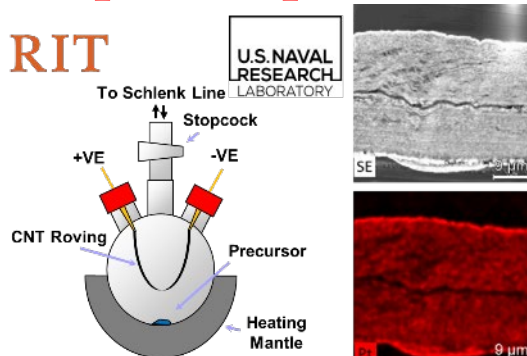 RIT
U.S. NAVAL
RESEARCH
LABORATORY
To Schlenk Line
Stopcock
+VE
-VE
CNT Roving
Precursor
Heating
Mantle
SE
9 μm
Pt
9 μm